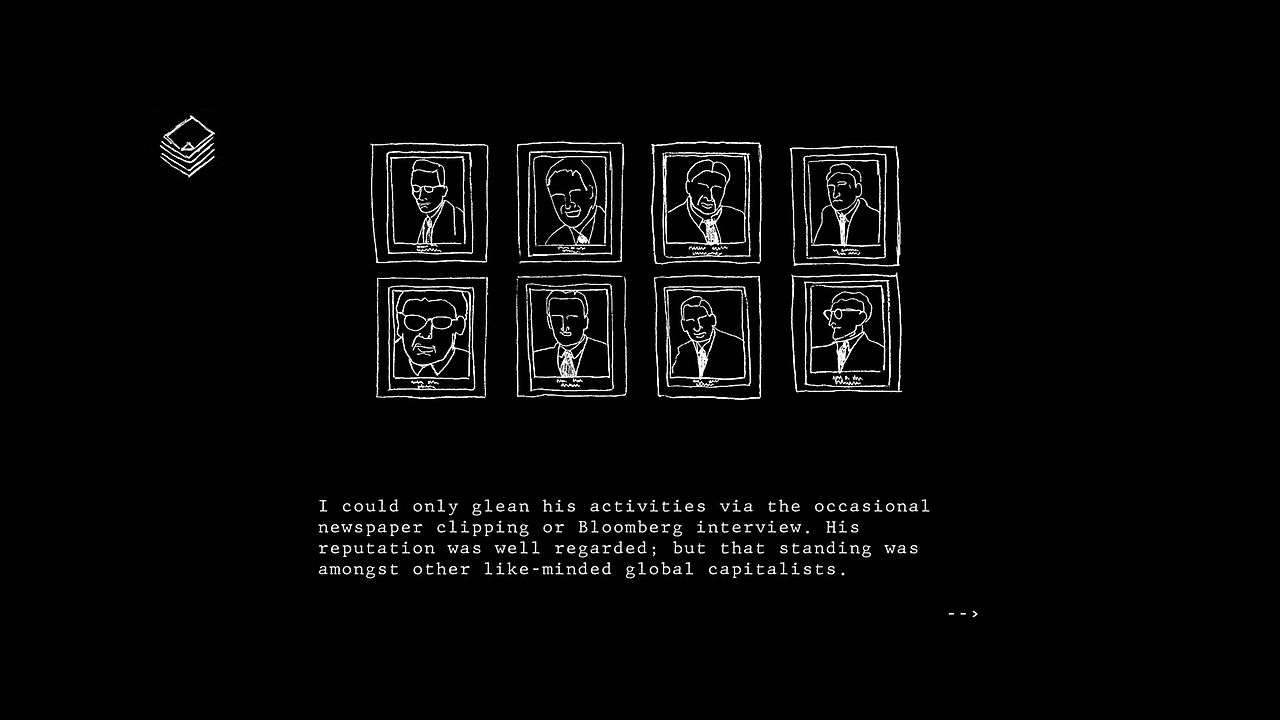 I could only glean his activities via the occasional
newspaper clipping or Bloomberg interview. His
reputation was well regarded; but that standing was
amongst other like-minded global capitalists.
-->